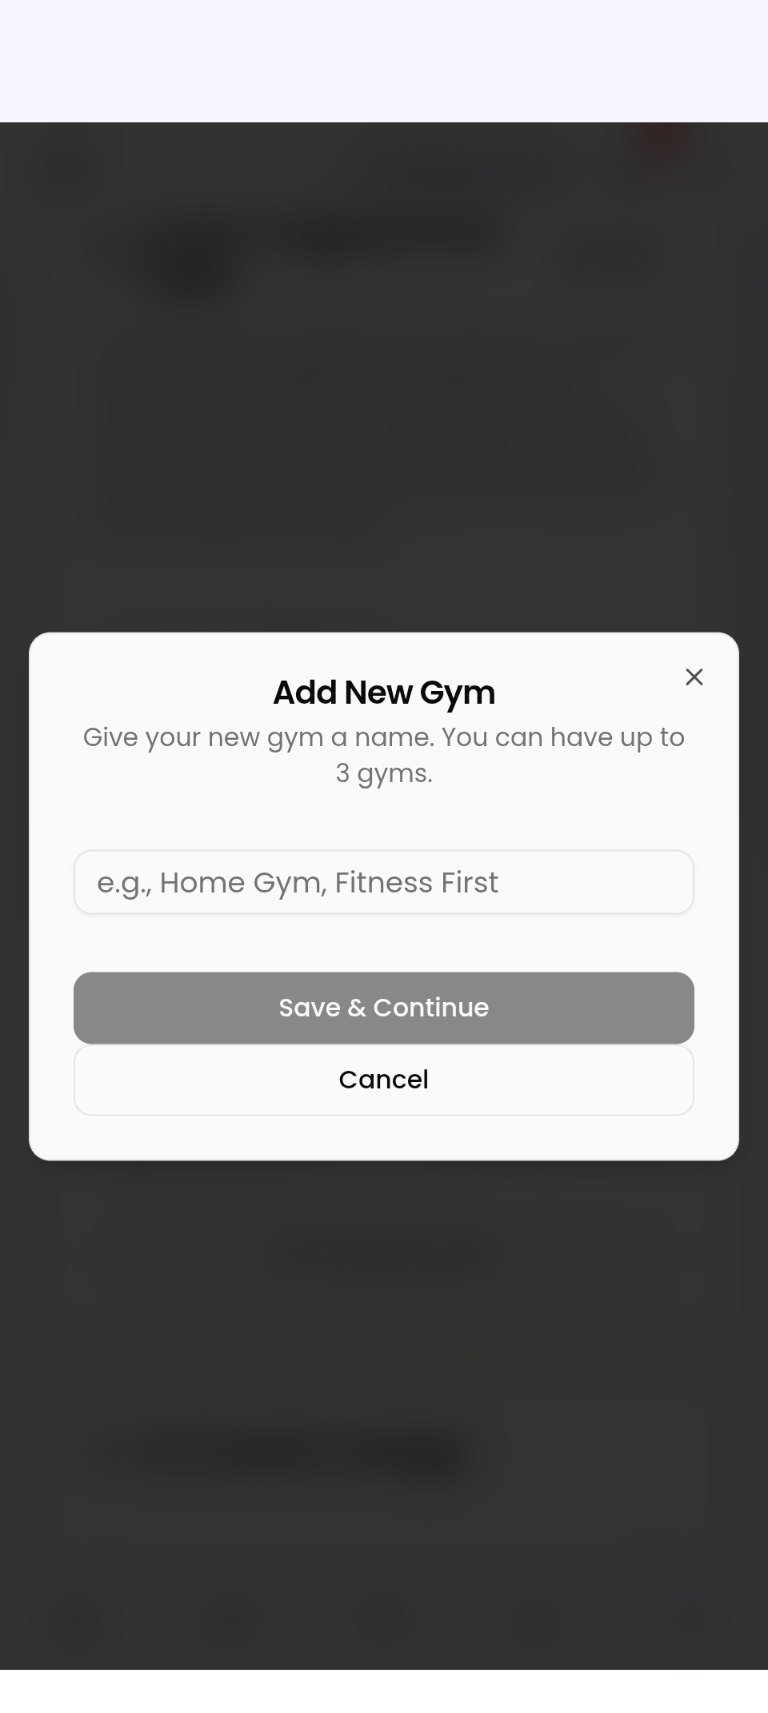 Add New Gym
Give your new gym a name. You can have up to
3 gyms.
e.g., Home Gym, Fitness First
Save & Continue
Cancel